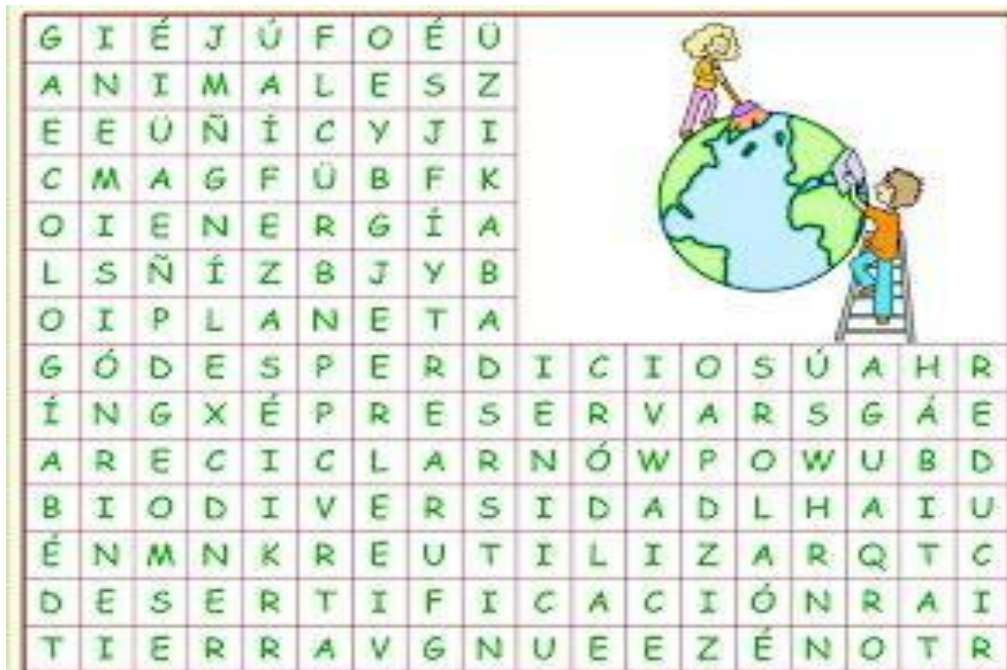 G I É J Ú F O É Ü
A N I M A L E S Z
E E Ü Ñ Í C Y J I
C M A G F Ü B F K
O I E N E R G Í A
L S Ñ Í Z B J Y B
O I P L A N E T A
G Ó D E S P E R D I C I O S Ú A H R
Í N G X É P R E S E R V A R S G Á E
A R E C I C L A R N Ó W P O W U B D
B I O D I V E R S I D A D L H A I U
É N M N K R E U T I L I Z A R Q T C
D E S E R T I F I C A C I Ó N R A I
T I E R R A V G N U E E Z É N O T R